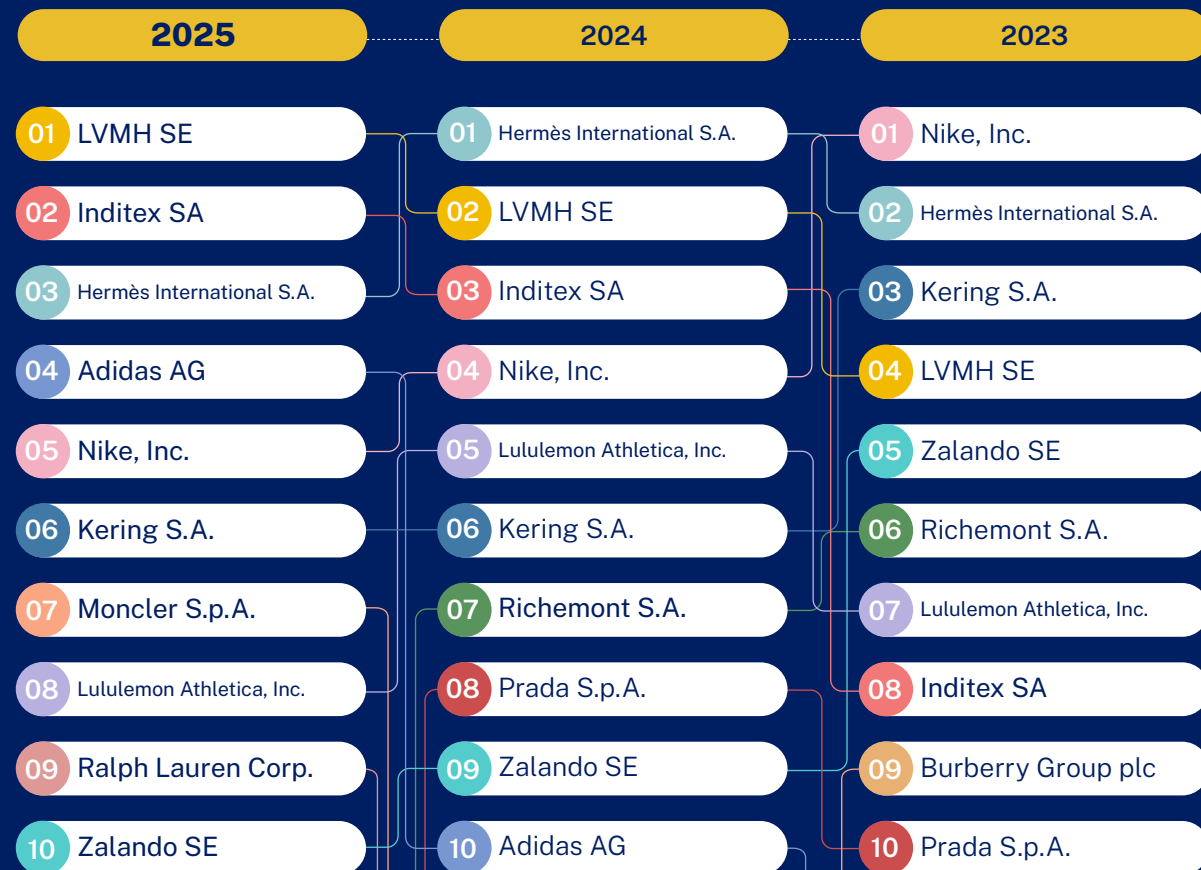 2025
2024
2023
01 LVMH SE
01 Hermès International S.A.
01 Nike, Inc.
02 Inditex SA
02 LVMH SE
02 Hermès International S.A.
03 Hermès International S.A.
03 Inditex SA
03 Kering S.A.
04 Adidas AG
04 Nike, Inc.
04 LVMH SE
05 Nike, Inc.
05 Lululemon Athletica, Inc.
05 Zalando SE
06 Kering S.A.
06 Kering S.A.
06 Richemont S.A.
07 Moncler S.p.A.
07 Richemont S.A.
07 Lululemon Athletica, Inc.
08 Lululemon Athletica, Inc.
08 Prada S.p.A.
08 Inditex SA
09 Ralph Lauren Corp.
09 Zalando SE
09 Burberry Group plc
10 Zalando SE
10 Adidas AG
10 Prada S.p.A.